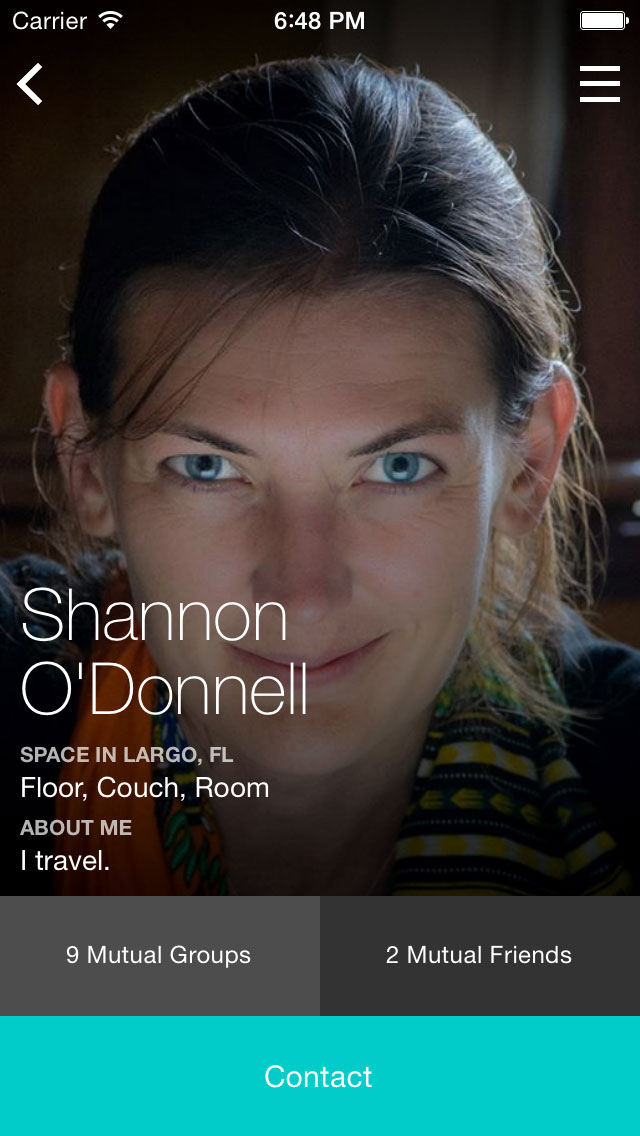 Carrier 6:48 PM
Shannon
O'Donnell
SPACE IN LARGO, FL
Floor, Couch, Room
ABOUT ME
I travel.
9 Mutual Groups 2 Mutual Friends
Contact